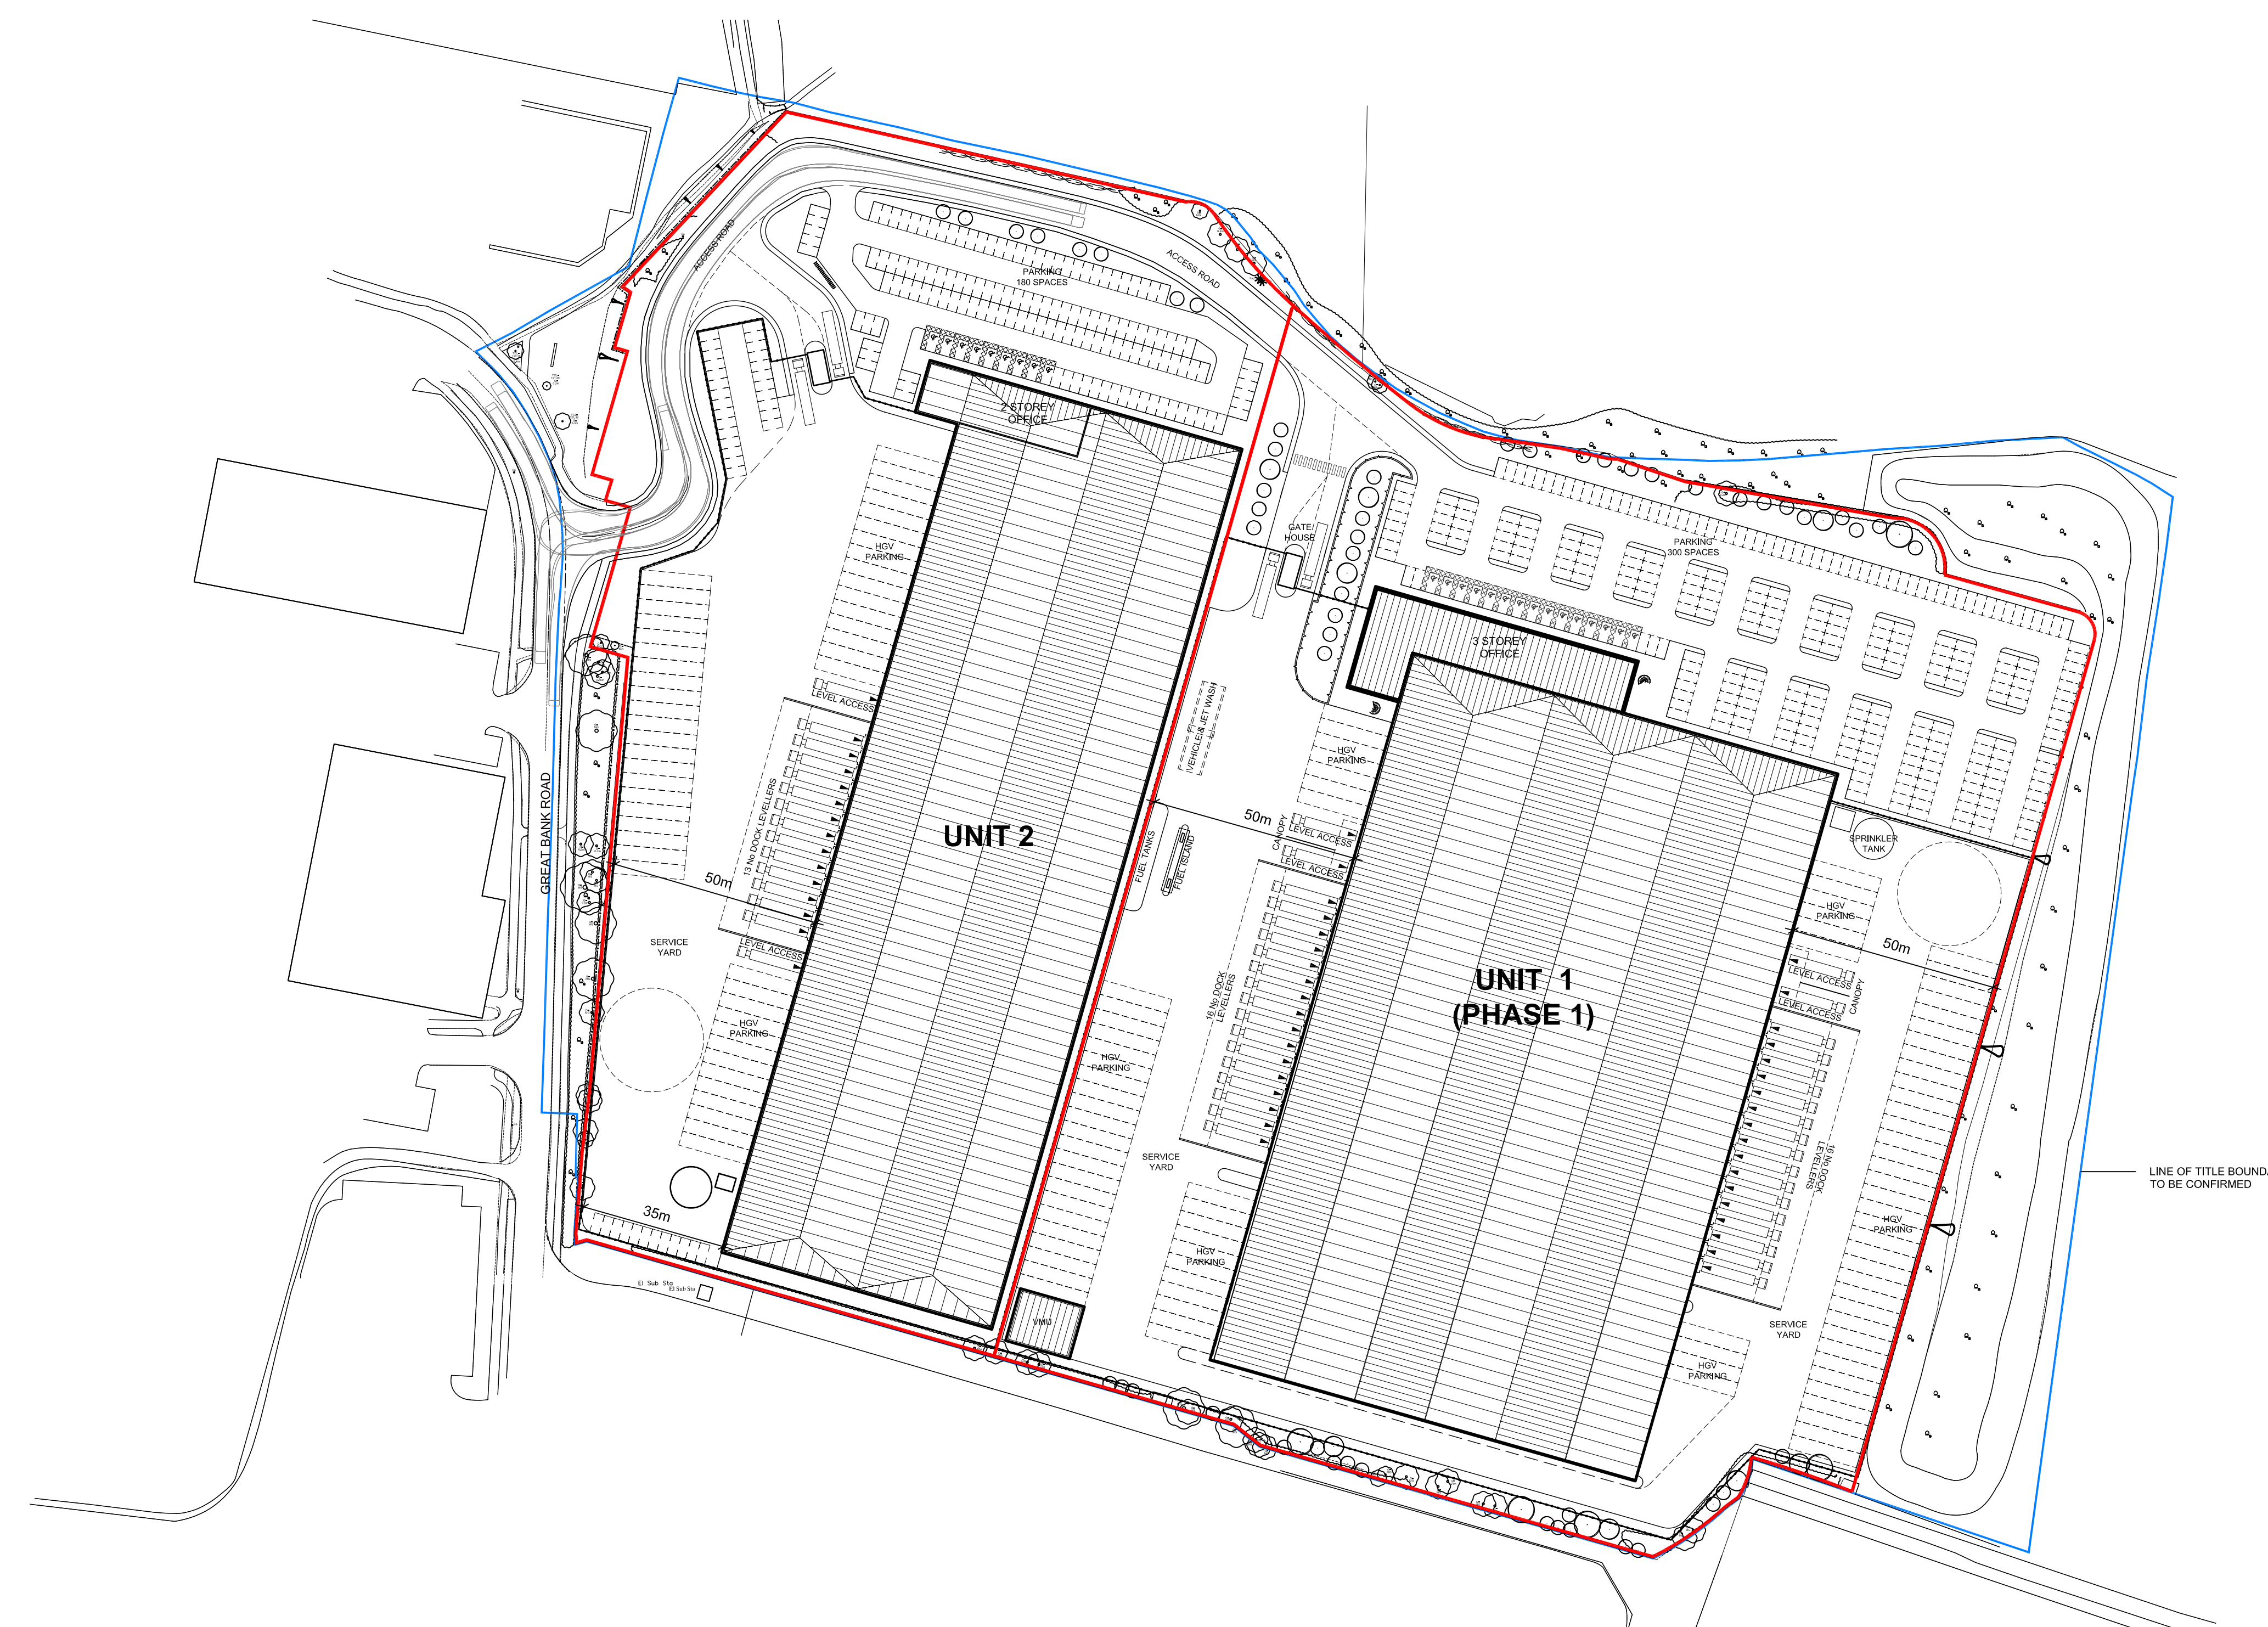 ACCESS ROAD
ACCESS ROAD
PARKING
180 SPACES
2 STOREY
OFFICE
GATE/
HOUSE
PARKING
300 SPACES
HGV
PARKING
3 STOREY
OFFICE
LEVEL ACCESS
VEHICLE & JET WASH
HGV
PARKING
13 No DOCK LEVELLERS
GREAT BANK ROAD
UNIT 2
50m
CANOPY
LEVEL ACCESS
LEVEL ACCESS
FUEL TANKS
FUEL ISLAND
SPRINKLER
TANK
50m
HGV
PARKING
SERVICE
YARD
LEVEL ACCESS
50m
UNIT 1
(PHASE 1)
16 No DOCK
LEVELLERS
LEVEL ACCESS
LEVEL ACCESS
CANOPY
HGV
PARKING
HGV
PARKING
SERVICE
YARD
16 No DOCK
LEVELLERS
LINE OF TITLE BOUND
TO BE CONFIRMED
35m
HGV
PARKING
HGV
PARKING
El Sub Sta
El Sub Sta
VMU
SERVICE
YARD
HGV
PARKING